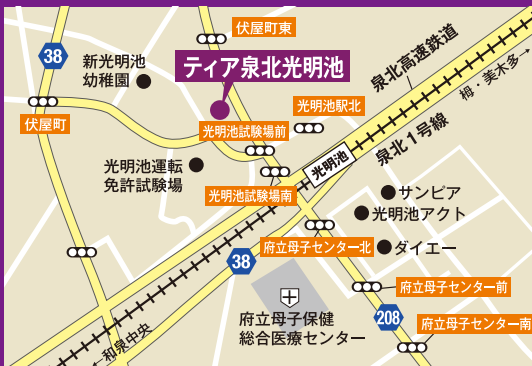 伏屋町東
38
新光明池
幼稚園
ティア泉北光明池
泉北高速鉄道
栂・美木多→
伏屋町
光明池駅北
光明池試験場前
泉北1号線
光明池
光明池運転
免許試験場
光明池試験場南
サンピア
光明池アクト
府立母子センター北
ダイエー
38
府立母子センター前
208
府立母子保健
総合医療センター
府立母子センター南
←和泉中央